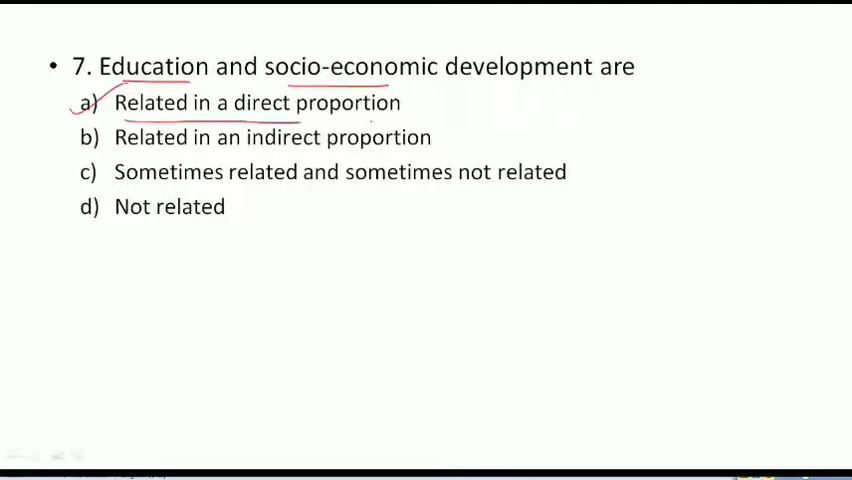 • 7. Education and socio-economic development are
a) Related in a direct proportion
b) Related in an indirect proportion
c) Sometimes related and sometimes not related
d) Not related